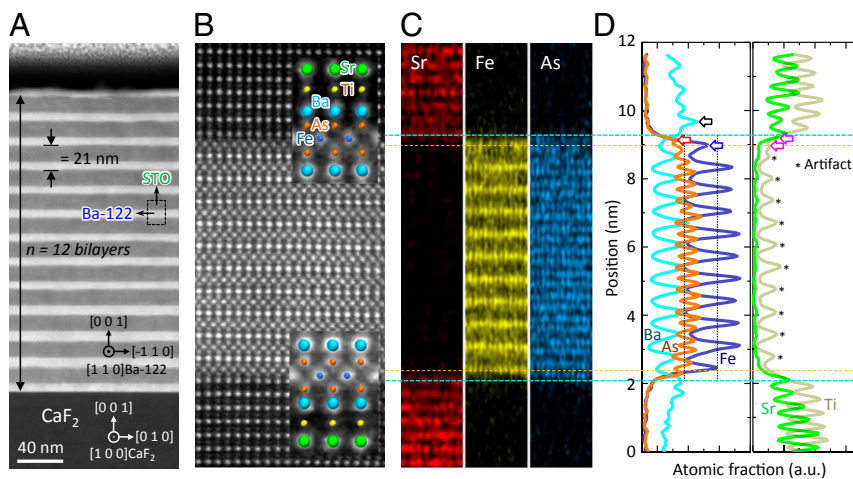 A
B
C
D
= 21 nm
STO
Ba-122
n = 12 bilayers
[0 0 1]
[-1 1 0]
[1 1 0]Ba-122
CaF2
[0 0 1]
[0 1 0]
[1 0 0]CaF2
40 nm
Sr
Ti
Ba
As
Fe
Sr
Fe
As
12
10
8
6
4
2
0
Position (nm)
* Artifact
*
*
*
*
*
*
*
*
Ba
As
Fe
Sr
Ti
Atomic fraction (a.u.)